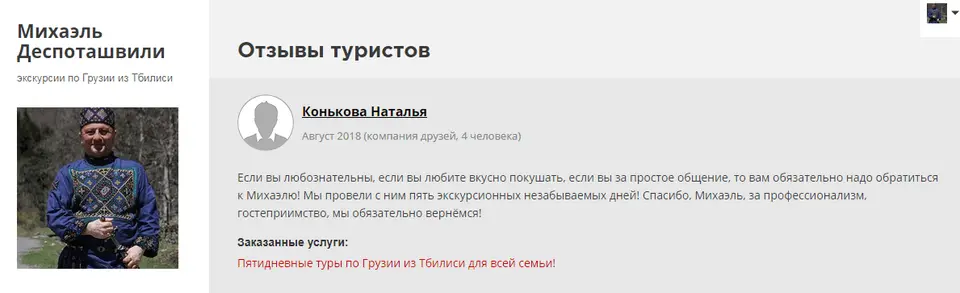 Михаэль
Деспоташвили
экскурсии по Грузии из Тбилиси
Отзывы туристов
Конькова Наталья
Август 2018 (компания друзей, 4 человека)
Если вы любознательны, если вы любите вкусно покушать, если вы за простое общение, то вам обязательно надо обратиться
к Михаэлю! Мы провели с ним пять экскурсионных незабываемых дней! Спасибо, Михаэль, за профессионализм,
гостеприимство, мы обязательно вернёмся!
Заказанные услуги:
Пятидневные туры по Грузии из Тбилиси для всей семьи!